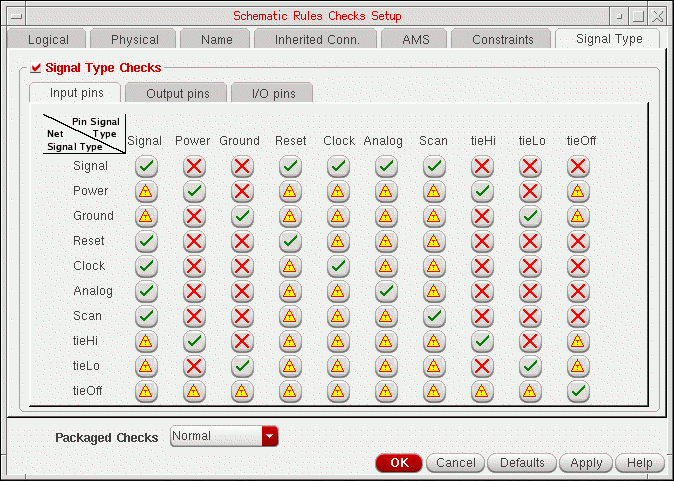 Schematic Rules Checks Setup
Logical Physical Name Inherited Conn. AMS Constraints Signal Type
Signal Type Checks
Input pins Output pins I/O pins
Pin Signal
Net Type
Signal Type
Signal Power Ground Reset Clock Analog Scan tieHi tieLo tieOff
Signal
Power
Ground
Reset
Clock
Analog
Scan
tieHi
tieLo
tieOff
Packaged Checks Normal
OK Cancel Defaults Apply Help